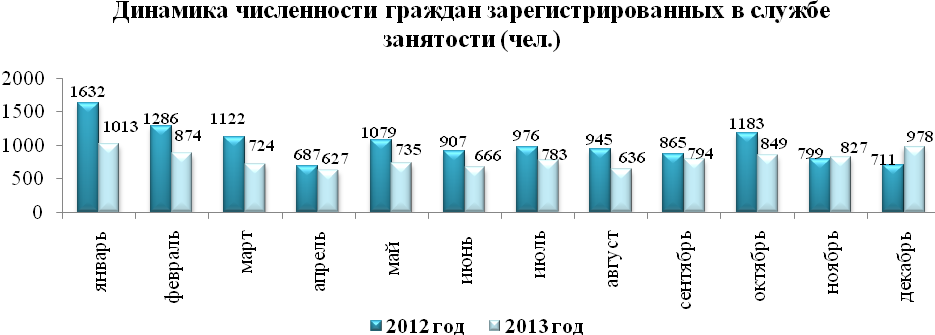 Динамика численности граждан зарегистрированных в службе
занятости (чел.)
2000
1500
1000
500
0
1632 1013 1286 874 1122 724 687 627 1079 735 907 666 976 783 945 636 865 794 1183 849 799 827 711 978
январь февраль март апрель май июнь июль август сентябрь октябрь ноябрь декабрь
2012 год 2013 год